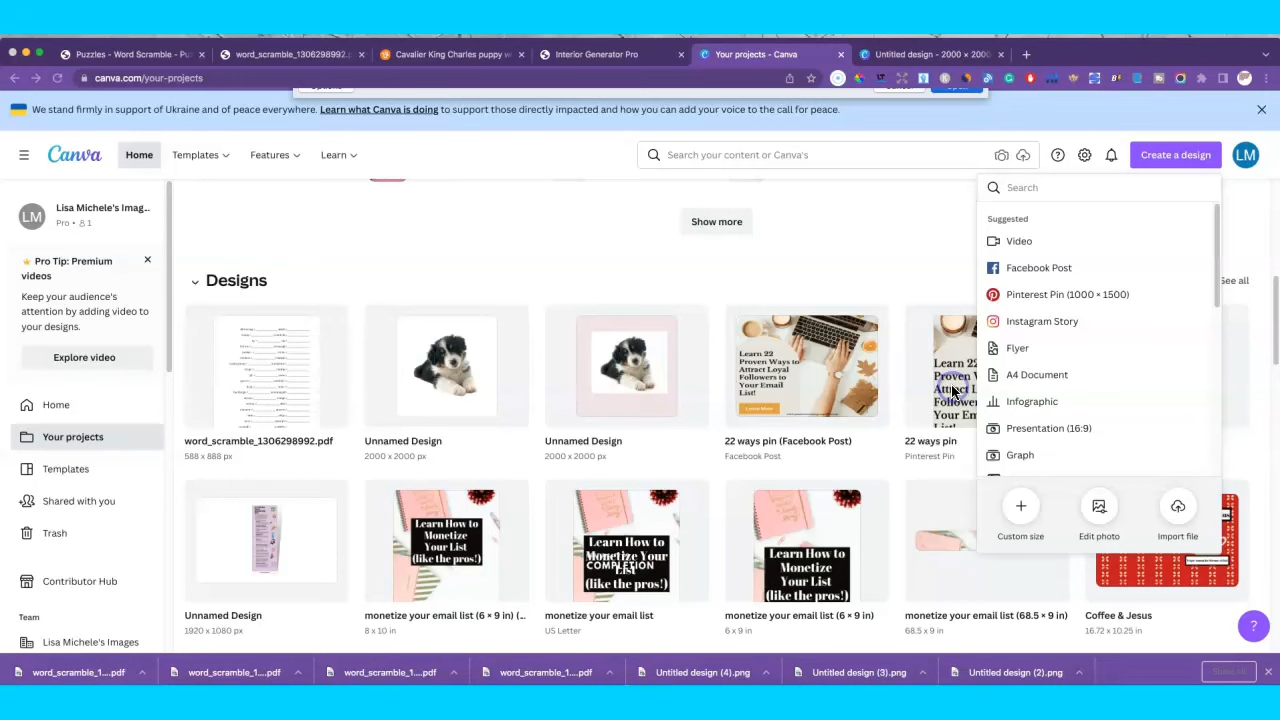 Puzzles - Word Scramble - Pu
word_scramble_1306298992.p
Cavalier King Charles puppy w
Interior Generator Pro
Your projects - Canva
Untitled design - 2000 × 2000
canva.com/your-projects
We stand firmly in support of Ukraine and of peace everywhere. Learn what Canva is doing to support those directly impacted and how you can add your voice to the call for peace.
Canva
Home
Templates
Features
Learn
Search your content or Canva's
Create a design
LM
LM
Lisa Michele's Imag...
Pro • 1
Pro Tip: Premium
videos
Keep your audience's
attention by adding video to
your designs.
Explore video
Home
Your projects
Templates
Shared with you
Trash
Contributor Hub
Team
Lisa Michele's Images
Show more
Designs
See all
word_scramble_1306298992.pdf
588 x 888 px
Unnamed Design
2000 x 2000 px
Unnamed Design
2000 x 2000 px
Learn 22
Proven Ways to
Attract Loyal
Followers to
Your Email
List!
22 ways pin (Facebook Post)
Facebook Post
Learn 22
Proven W
Attract L
Follower
Your Em
List!
22 ways pin
Pinterest Pin
Unnamed Design
1920 x 1080 px
Learn How to
Monetize
Your List
(like the pros!)
monetize your email list (6 × 9 in) (...
8 x 10 in
Learn How to
Monetize Your
List
COMPLETION
(like the pros!)
monetize your email list
US Letter
Learn How to
Monetize
Your List
(like the pros!)
monetize your email list (6 × 9 in)
6 x 9 in
monetize your email list (68.5 × 9 in)
68.5 x 9 in
Coffee & Jesus
16.72 x 10.25 in
Search
Suggested
Video
Facebook Post
Pinterest Pin (1000 × 1500)
Instagram Story
Flyer
A4 Document
Infographic
Presentation (16:9)
Graph
Custom size
Edit photo
Import file
?
word_scramble_1....pdf
word_scramble_1....pdf
word_scramble_1....pdf
word_scramble_1....pdf
Untitled design (4).png
Untitled design (3).png
Untitled design (2).png
Show All